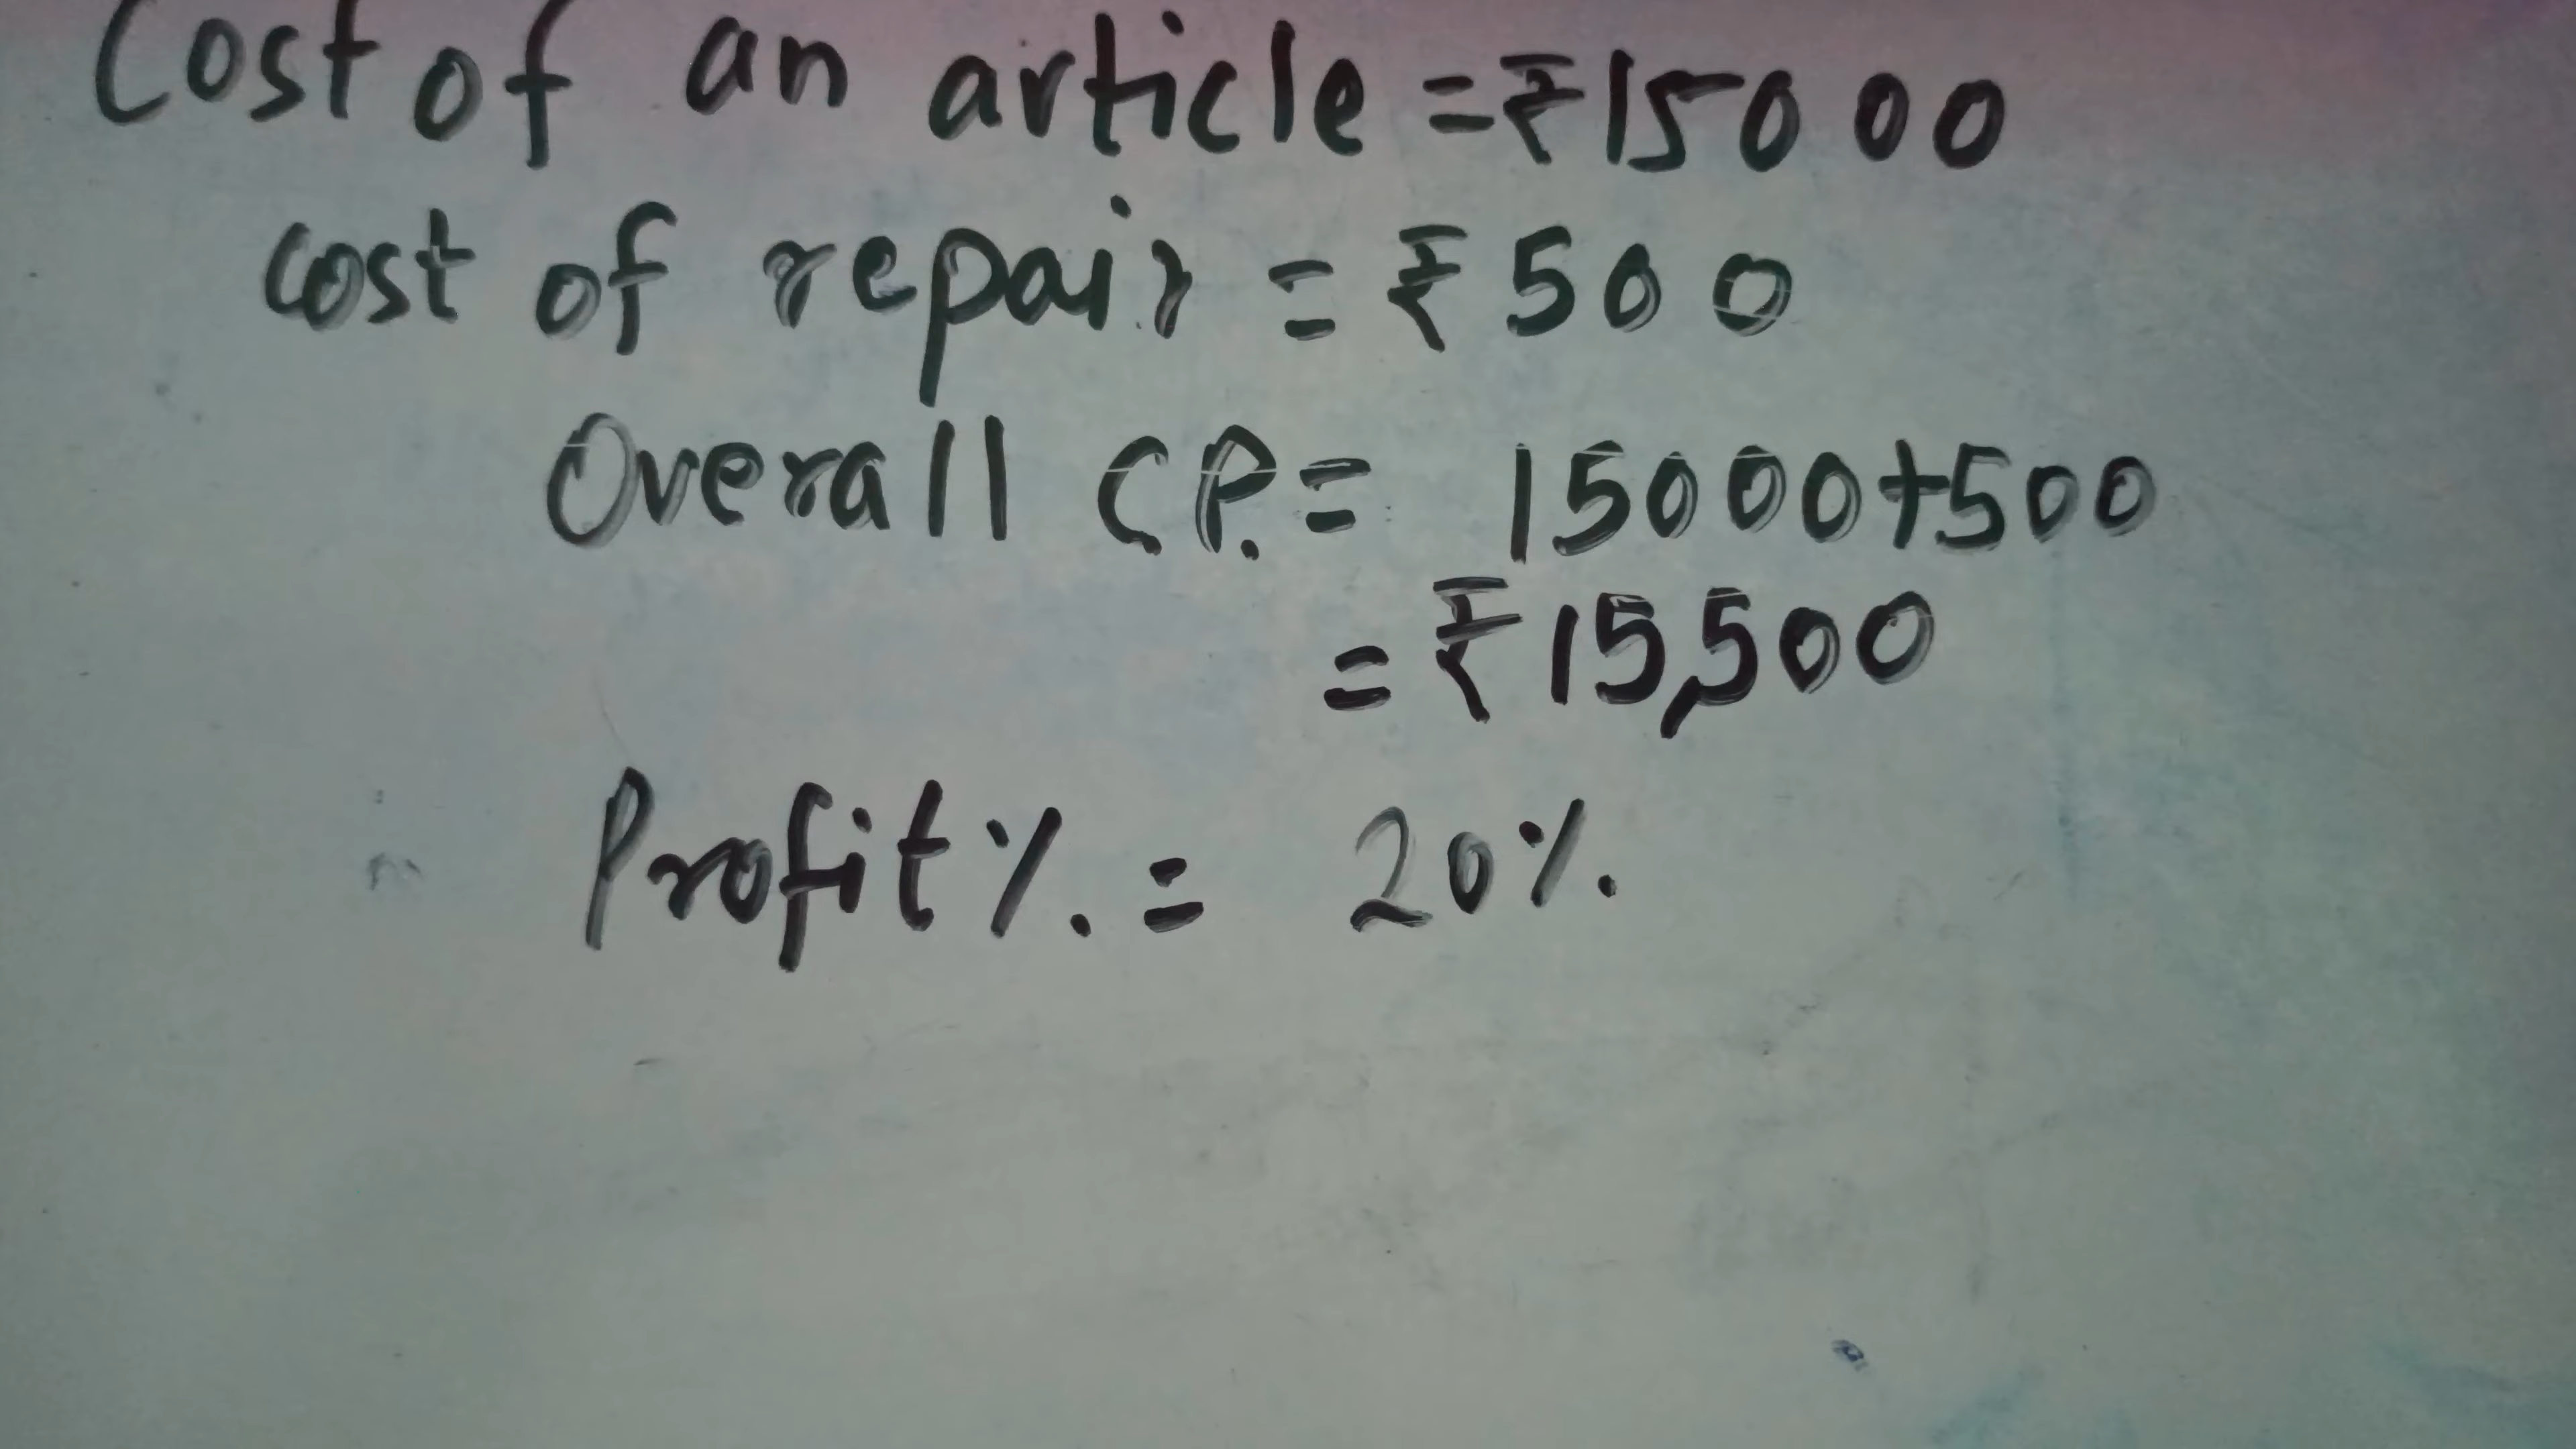 Cost of an article = ₹15000
cost of repair = ₹500
Overall C.P. = 15000+500
= ₹15,500
Profit %. = 20%.